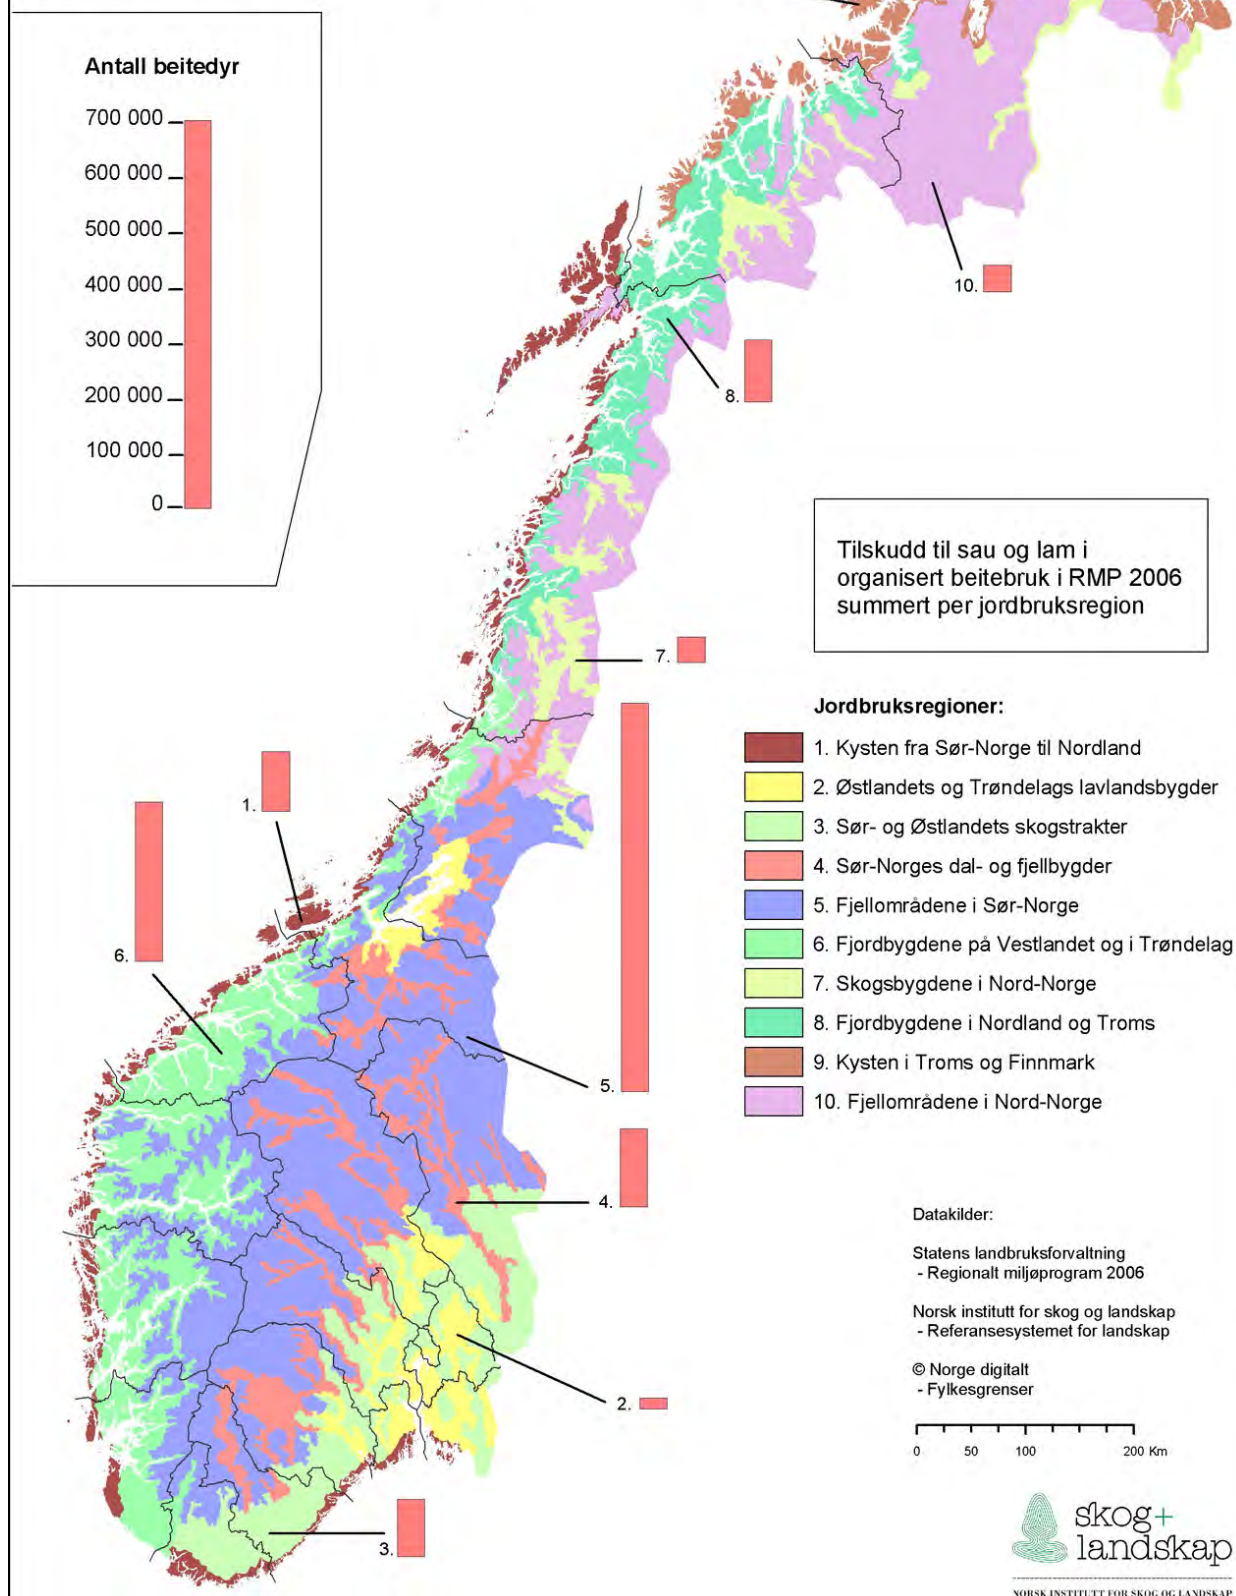 Antall beitedyr
700 000
600 000
500 000
400 000
300 000
200 000
100 000
0
10.
8.
Tilskudd til sau og lam i
organisert beitebruk i RMP 2006
summert per jordbruksregion
7.
1.
6.
5.
4.
2.
3.
Jordbruksregioner:
1. Kysten fra Sør-Norge til Nordland
2. Østlandets og Trøndelags lavlandsbygder
3. Sør- og Østlandets skogstrakter
4. Sør-Norges dal- og fjellbygder
5. Fjellområdene i Sør-Norge
6. Fjordbygdene på Vestlandet og i Trøndelag
7. Skogsbygdene i Nord-Norge
8. Fjordbygdene i Nordland og Troms
9. Kysten i Troms og Finnmark
10. Fjellområdene i Nord-Norge
Datakilder:
Statens landbruksforvaltning
- Regionalt miljøprogram 2006
Norsk institutt for skog og landskap
- Referansesystemet for landskap
© Norge digitalt
- Fylkesgrenser
0 50 100 200 Km
skog+
landskap
NORSK INSTITUTT FOR SKOG OG LANDSKAP